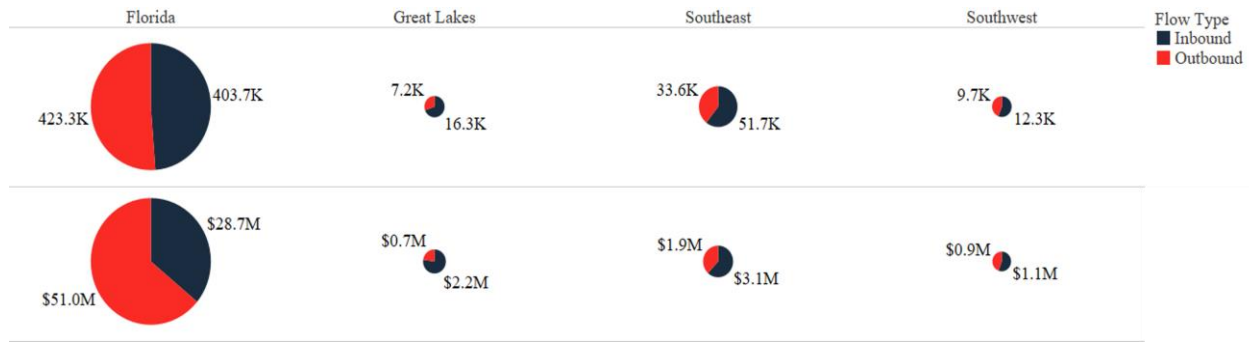 Florida
Great Lakes
Southeast
Southwest
Flow Type
Inbound
Outbound
423.3K
403.7K
7.2K
16.3K
33.6K
51.7K
9.7K
12.3K
$51.0M
$28.7M
$0.7M
$2.2M
$1.9M
$3.1M
$0.9M
$1.1M